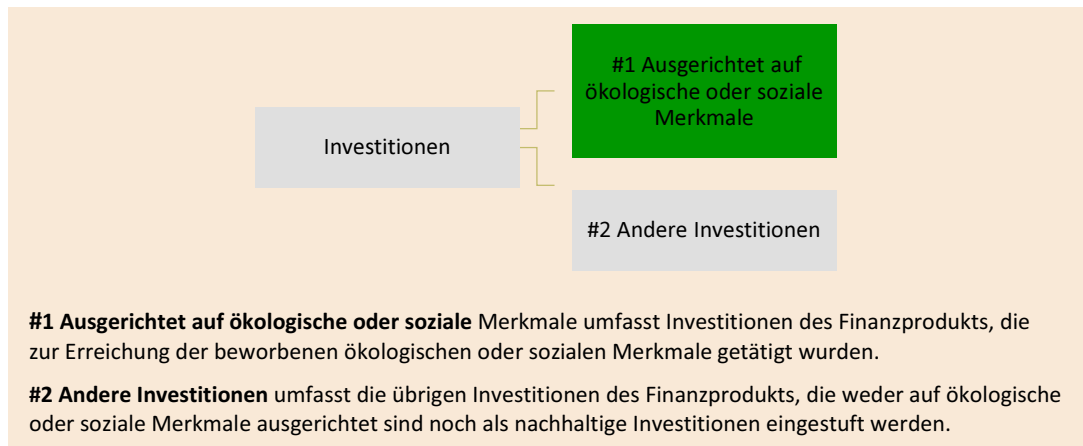 #1 Ausgerichtet auf
ökologische oder soziale
Merkmale
Investitionen
#2 Andere Investitionen
#1 Ausgerichtet auf ökologische oder soziale Merkmale umfasst Investitionen des Finanzprodukts, die
zur Erreichung der beworbenen ökologischen oder sozialen Merkmale getätigt wurden.
#2 Andere Investitionen umfasst die übrigen Investitionen des Finanzprodukts, die weder auf ökologische
oder soziale Merkmale ausgerichtet sind noch als nachhaltige Investitionen eingestuft werden.